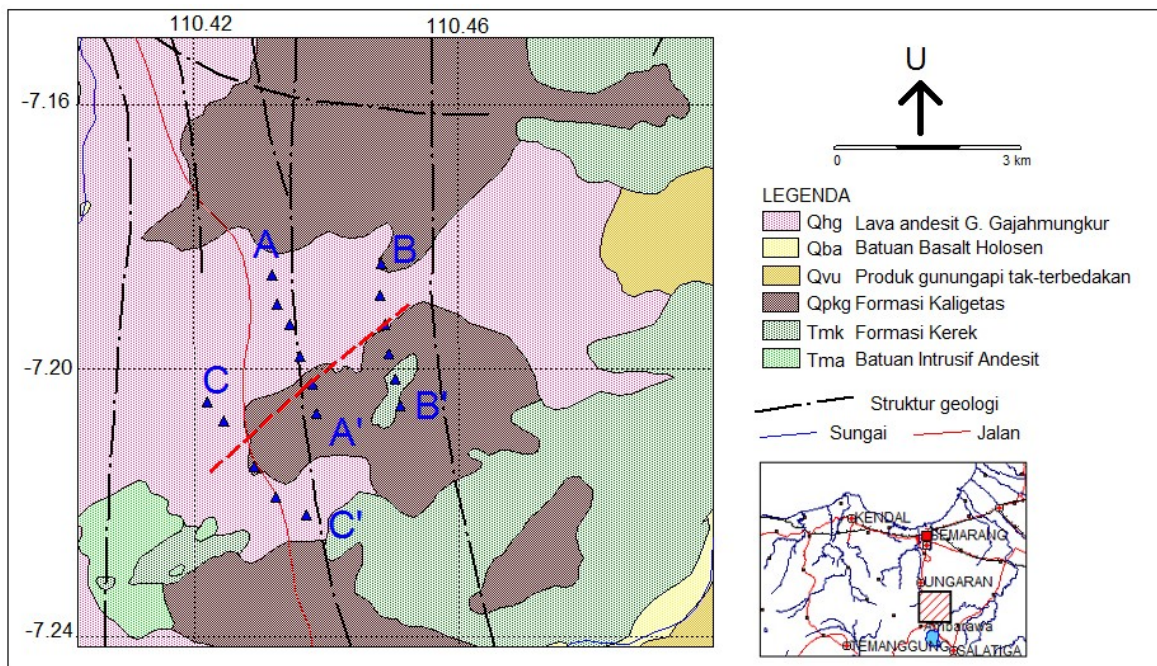 110.42
110.46
-7.16
-7.20
-7.24
A
B
C
A'
B'
C'
U
0
3 km
LEGENDA
Qhg Lava andesit G. Gajahmungkur
Qba Batuan Basalt Holosen
Qvu Produk gunungapi tak-terbedakan
Qpkg Formasi Kaligetas
Tmk Formasi Kerek
Tma Batuan Intrusif Andesit
Struktur geologi
Sungai
Jalan
KENDAL
SEMARANG
UNGARAN
Ambarawa
TEMANGGUNG
SALATIGA